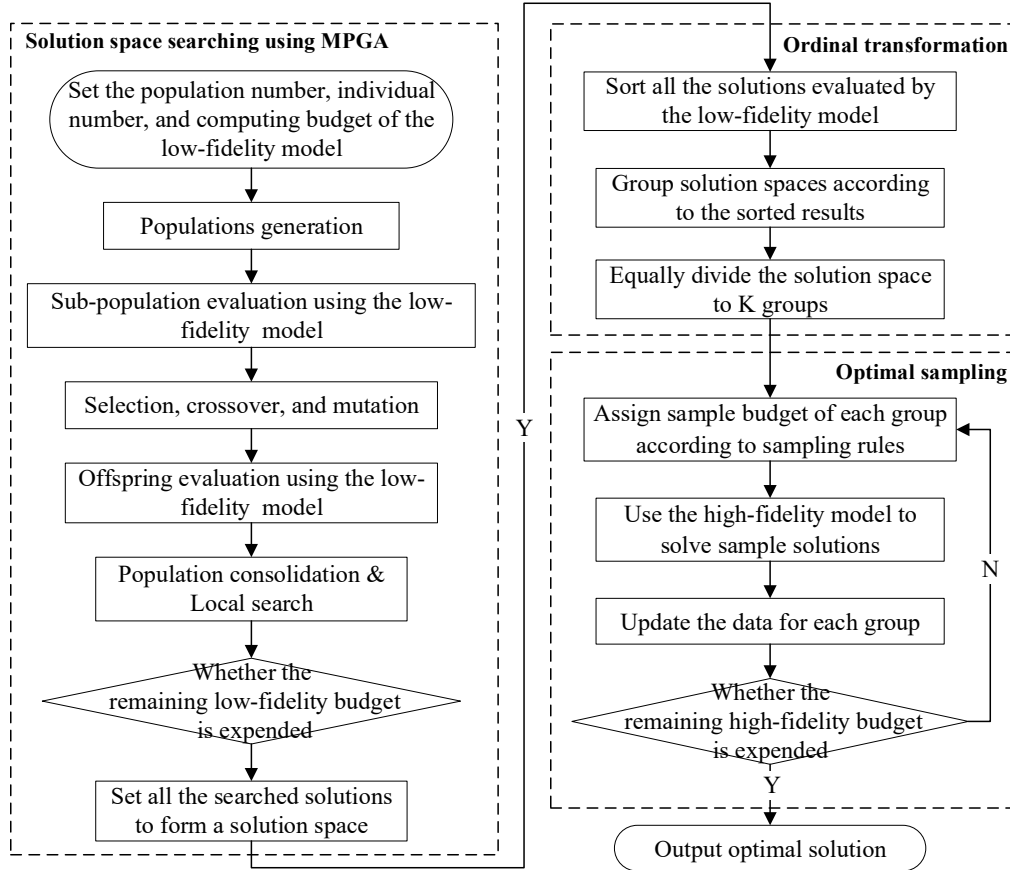 Solution space searching using MPGA
Set the population number, individual
number, and computing budget of the
low-fidelity model
Populations generation
Sub-population evaluation using the low-
fidelity model
Selection, crossover, and mutation
Offspring evaluation using the low-
fidelity model
Population consolidation &
Local search
Whether the
remaining low-fidelity budget
is expended
Set all the searched solutions
to form a solution space
Y
Ordinal transformation
Sort all the solutions evaluated by
the low-fidelity model
Group solution spaces according
to the sorted results
Equally divide the solution space
to K groups
Optimal sampling
Assign sample budget of each group
according to sampling rules
Use the high-fidelity model to
solve sample solutions
N
Update the data for each group
Whether the
remaining high-fidelity budget
is expended
Y
Output optimal solution